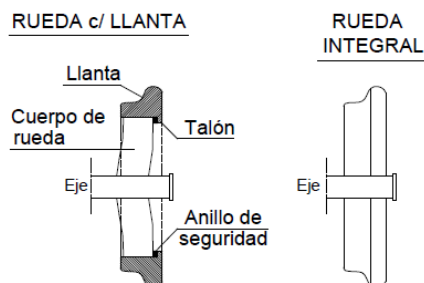 RUEDA c/ LLANTA
Llanta
Cuerpo de
rueda
Talón
Eje
Anillo de
seguridad
RUEDA
INTEGRAL
Eje